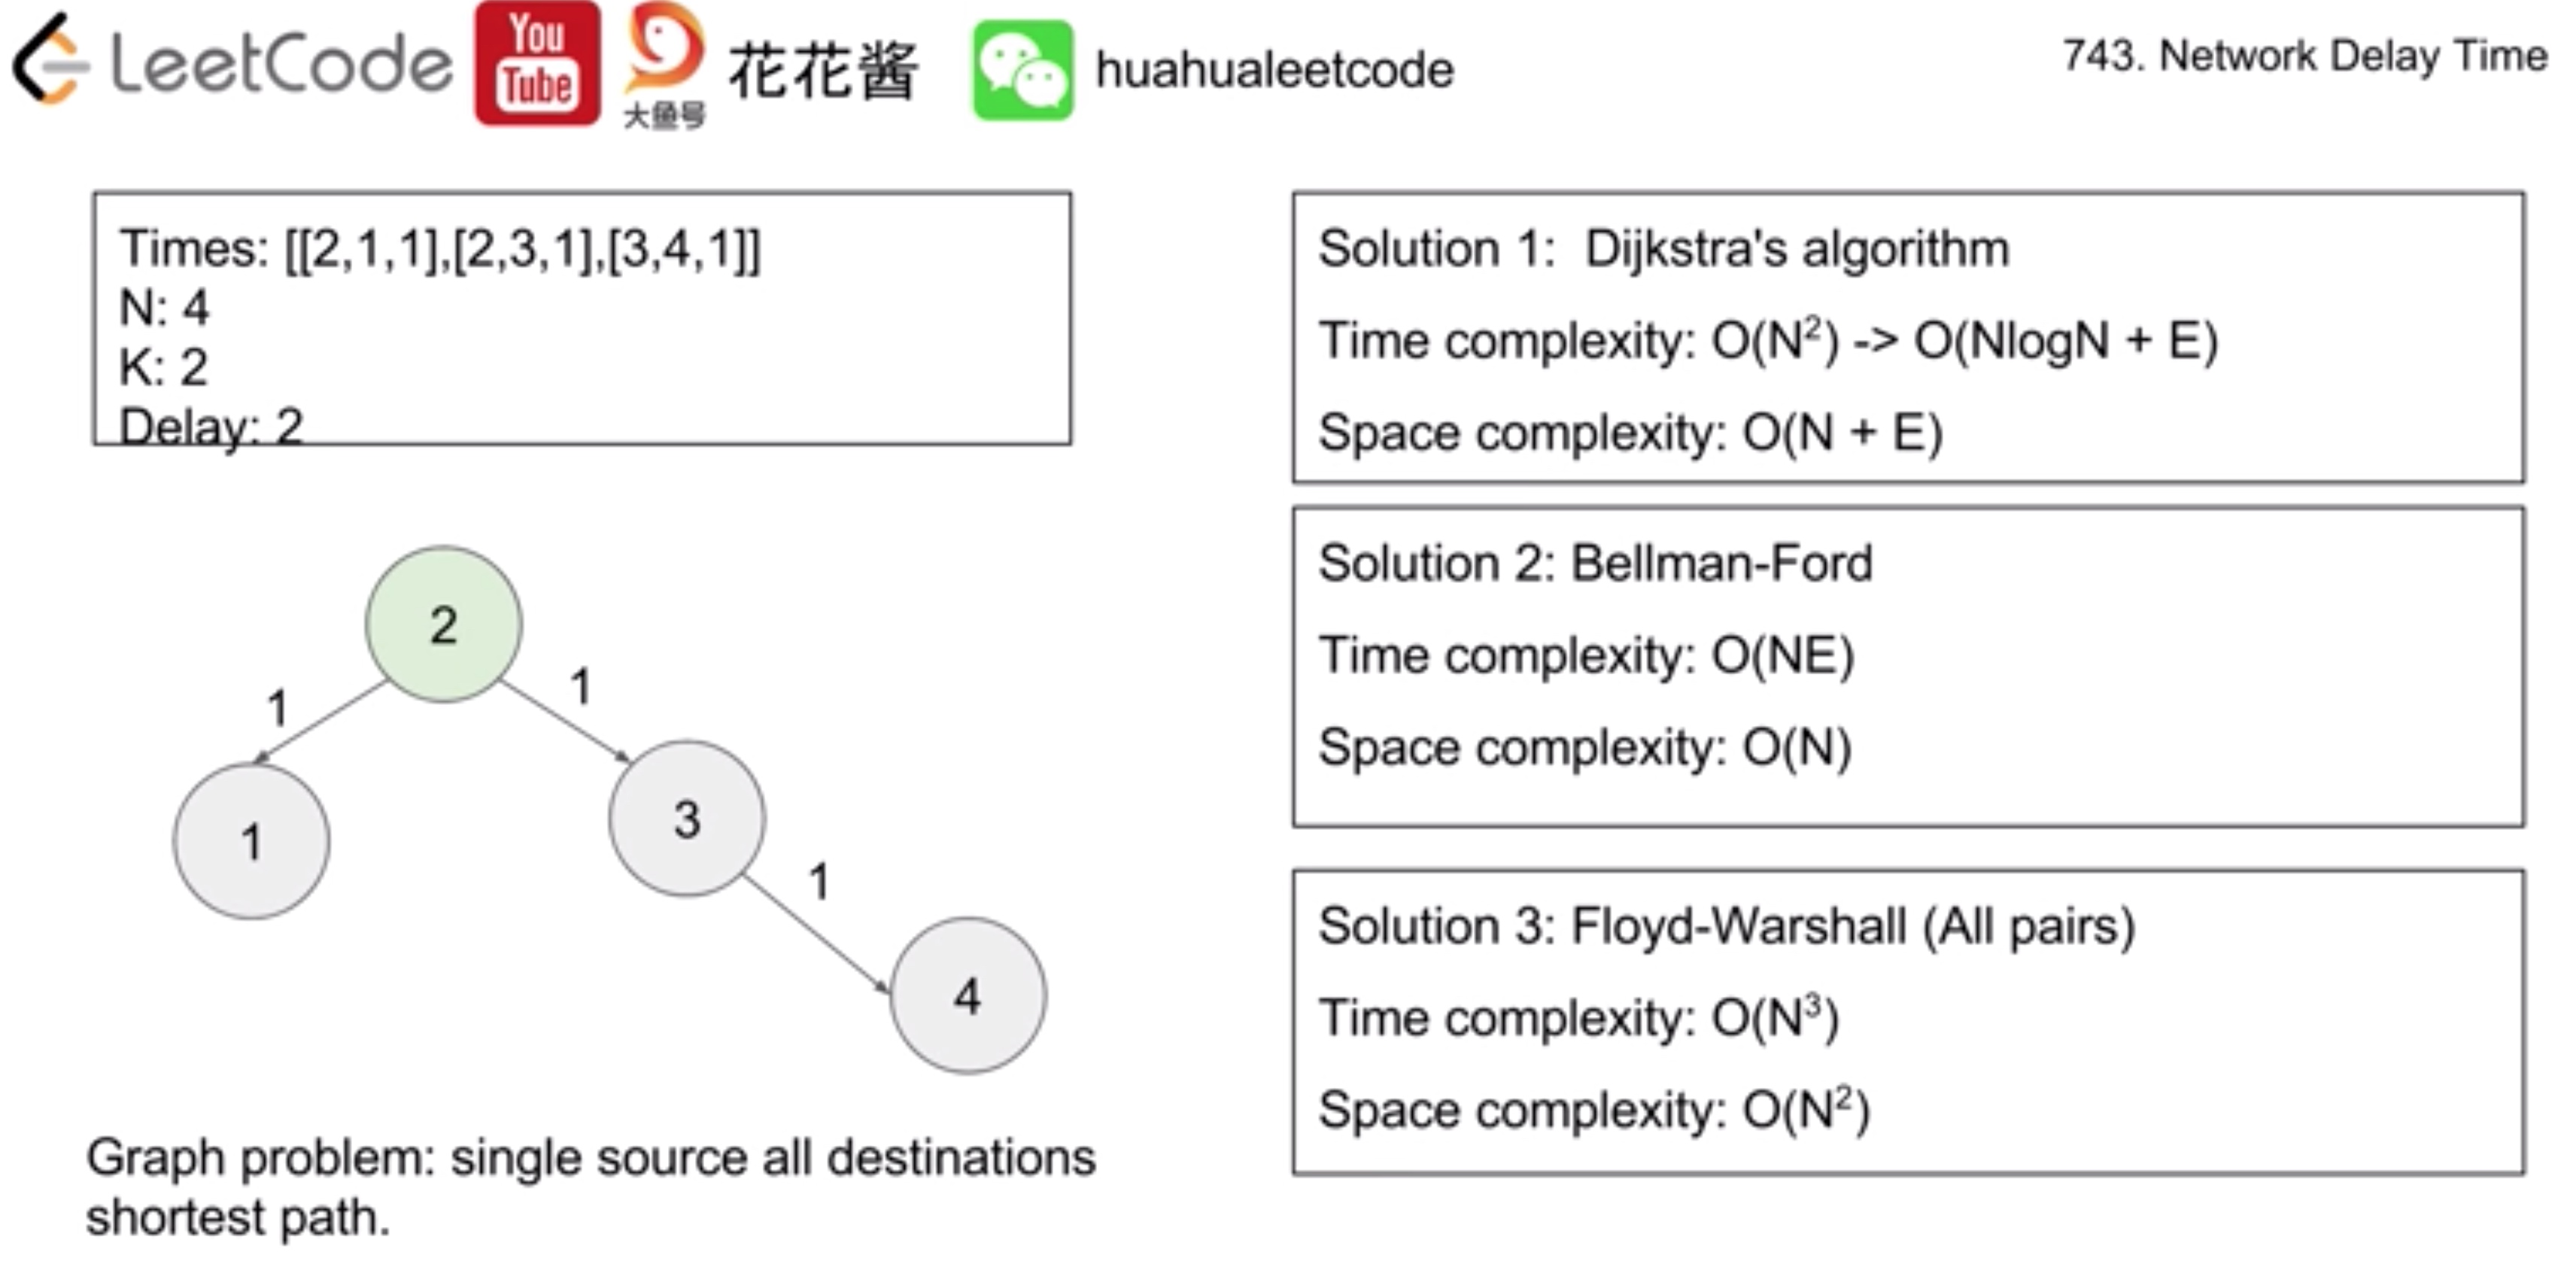 LeetCode
You
Tube
大鱼号
花花酱
huahualeetcode
743. Network Delay Time
Times: [[2,1,1],[2,3,1],[3,4,1]]
N: 4
K: 2
Delay: 2
2
1
1
1
3
1
4
Graph problem: single source all destinations
shortest path.
Solution 1:  Dijkstra's algorithm
Time complexity: O(N²) -> O(NlogN + E)
Space complexity: O(N + E)
Solution 2: Bellman-Ford
Time complexity: O(NE)
Space complexity: O(N)
Solution 3: Floyd-Warshall (All pairs)
Time complexity: O(N³)
Space complexity: O(N²)